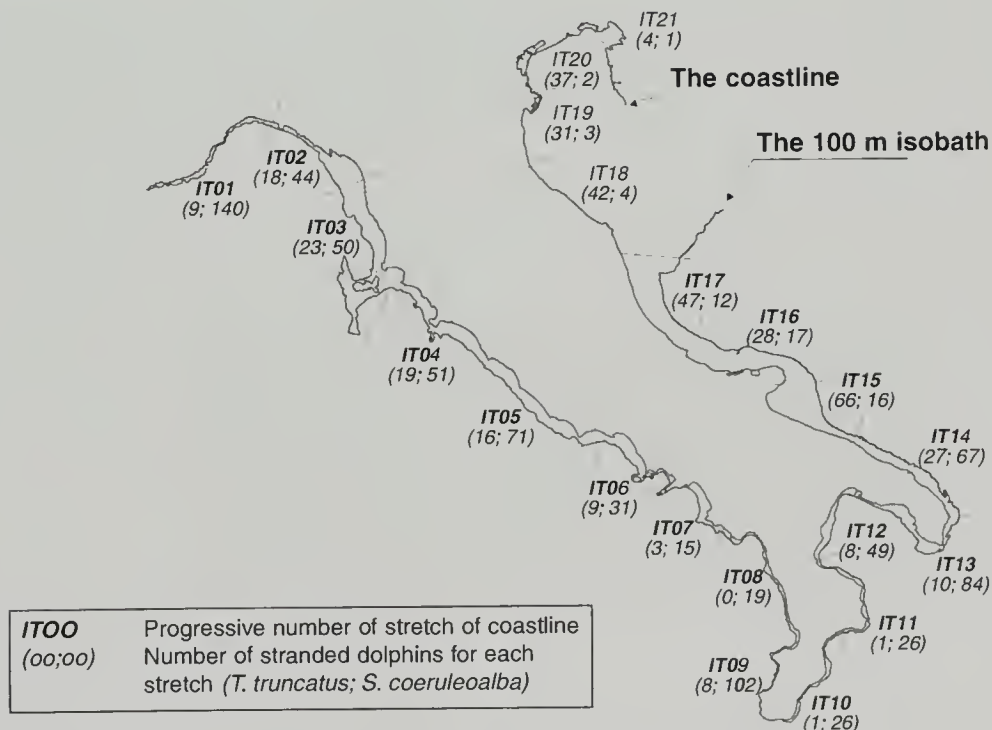 IT21
(4; 1)
IT20
(37; 2)
The coastline
IT19
(31; 3)
The 100 m isobath
IT02
(18; 44)
IT18
(42; 4)
IT01
(9; 140)
IT03
(23; 50)
IT17
(47; 12)
IT16
(28; 17)
IT04
(19; 51)
IT15
(66; 16)
IT05
(16; 71)
IT14
(27; 67)
IT06
(9; 31)
IT07
(3; 15)
IT12
(8; 49)
IT13
(10; 84)
IT08
(0; 19)
IT11
(1; 26)
IT09
(8; 102)
IT10
(1; 26)
ITOO Progressive number of stretch of coastline
(oo;oo) Number of stranded dolphins for each
stretch (T. truncatus; S. coeruleoalba)